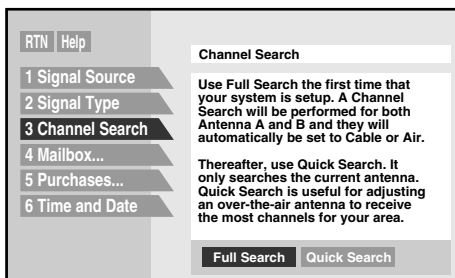 RTN Help
1 Signal Source
2 Signal Type
3 Channel Search
4 Mailbox...
5 Purchases...
6 Time and Date
Channel Search
Use Full Search the first time that
your system is setup. A Channel
Search will be performed for both
Antenna A and B and they will
automatically be set to Cable or Air.
Thereafter, use Quick Search. It
only searches the current antenna.
Quick Search is useful for adjusting
an over-the-air antenna to receive
the most channels for your area.
Full Search Quick Search